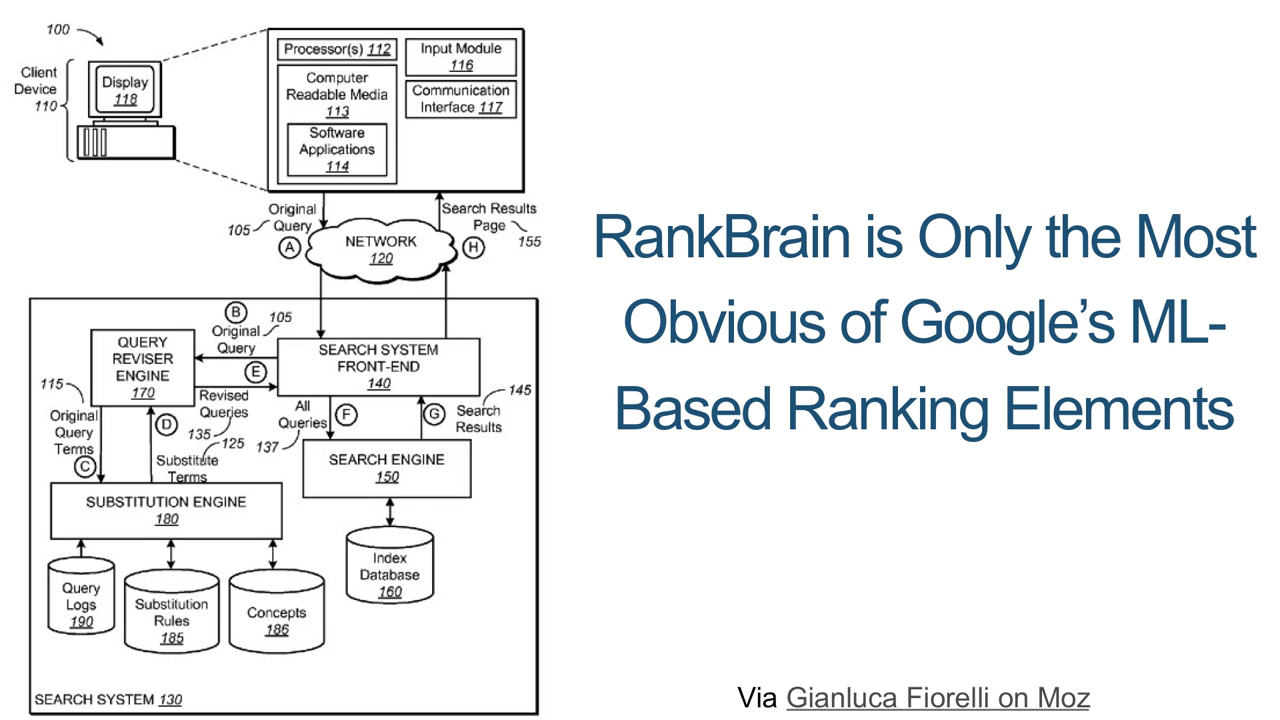 100
Client
Device
110
Display
118
Processor(s) 112
Computer
Readable Media
113
Software
Applications
114
Input Module
116
Communication
Interface 117
Original
Query
105
A
NETWORK
120
Search Results
Page
155
H
B
105
Original
Query
QUERY
REVISER
ENGINE
170
E
Revised
Queries
135
SEARCH SYSTEM
FRONT-END
140
115
Original
Query
Terms
C
D
125
Substitute
Terms
All
Queries
137
F
G
145
Search
Results
SEARCH ENGINE
150
SUBSTITUTION ENGINE
180
Query
Logs
190
Substitution
Rules
185
Concepts
186
Index
Database
160
SEARCH SYSTEM 130
RankBrain is Only the Most
Obvious of Google’s ML-
Based Ranking Elements
Via Gianluca Fiorelli on Moz